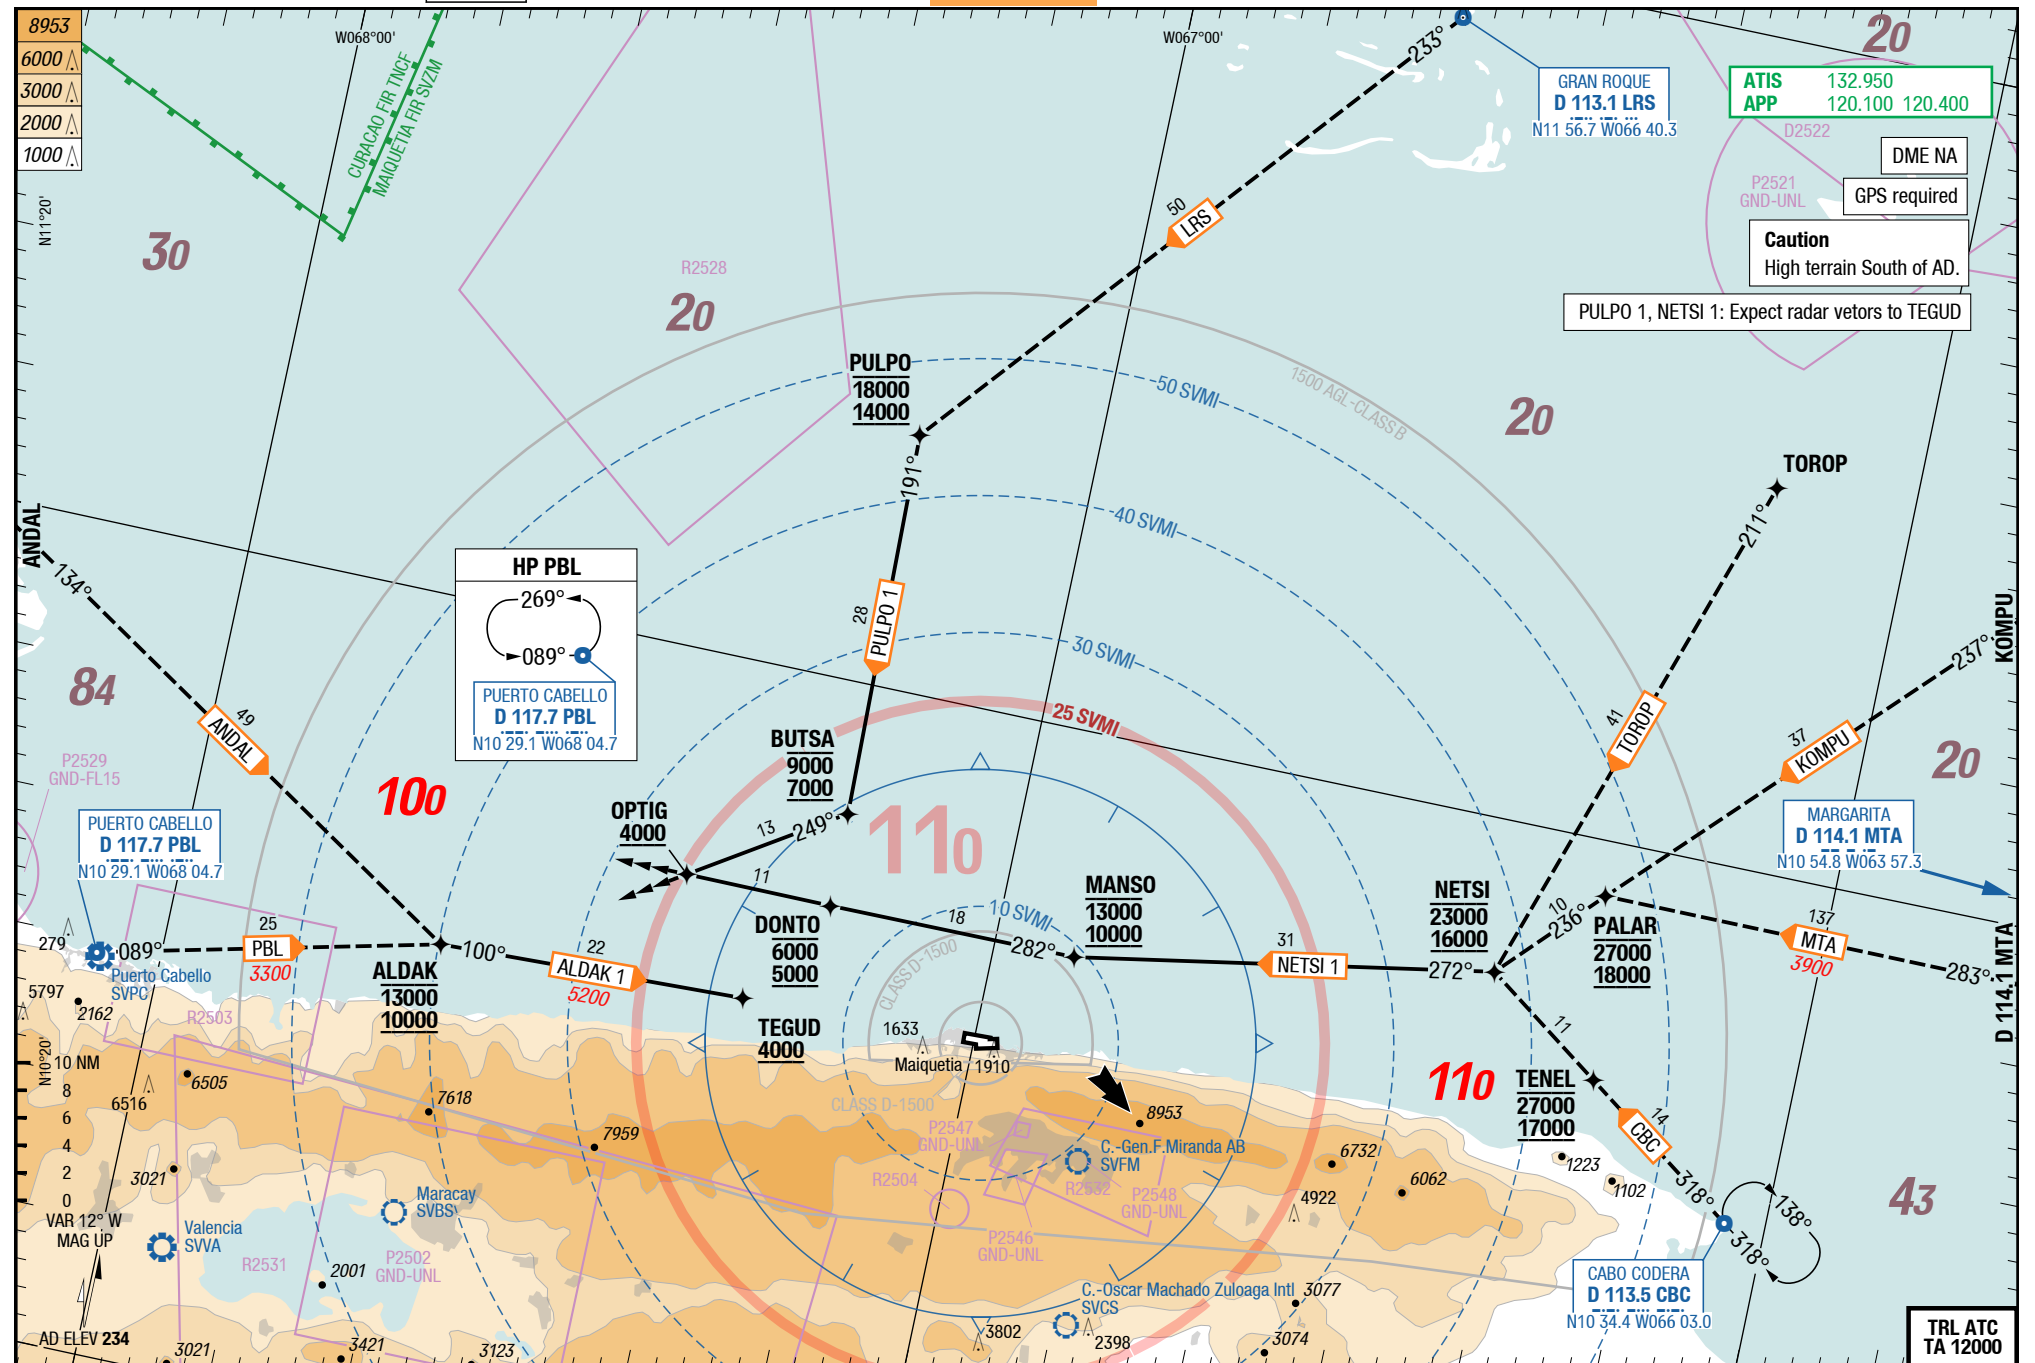 8953
6000
3000
2000
1000
W068°00'
W067°00'
CURACAO FIR TNCF
MAIQUETIA FIR SVZM
N11°20'
30
R2528
20
233°
GRAN ROQUE
D 113.1 LRS
N11 56.7 W066 40.3
20
ATIS 132.950
APP 120.100 120.400
D2522
DME NA
P2521
GND-UNL
GPS required
Caution
High terrain South of AD.
PULPO 1, NETSI 1: Expect radar vetors to TEGUD
50
LRS
PULPO
18000
14000
50 SVMI
1500 AGL-CLASS B
20
TOROP
211°
191°
40 SVMI
ANDAL
134°
HP PBL
269°
089°
PUERTO CABELLO
D 117.7 PBL
N10 29.1 W068 04.7
28
PULPO 1
30 SVMI
KOMPU
237°
84
49
ANDAL
25 SVMI
41
TOROP
37
KOMPU
20
P2529
GND-FL15
100
BUTSA
9000
7000
OPTIG
4000
13
249°
110
MARGARITA
D 114.1 MTA
N10 54.8 W063 57.3
PUERTO CABELLO
D 117.7 PBL
N10 29.1 W068 04.7
11
MANSO
13000
10000
NETSI
23000
16000
10
236°
PALAR
27000
18000
137
MTA
3900
283°
D 114.1 MTA
DONTO
6000
5000
18
10 SVMI
282°
31
NETSI 1
272°
279
089°
25
PBL
3300
Puerto Cabello
SVPC
ALDAK
13000
10000
100°
22
ALDAK 1
5200
CLASS D-1500
TEGUD
4000
5797
2162
R2503
1633
Maiquetia
1910
11
110
TENEL
27000
17000
14
CBC
318°
N10°20'
10 NM
8
6
4
2
0
6505
6516
7618
7959
CLASS D-1500
8953
P2547
GND-UNL
C.-Gen.F.Miranda AB
SVFM
6732
6062
1223
1102
3021
Maracay
SVBS
R2504
R2532
P2548
GND-UNL
4922
138°
318°
43
VAR 12° W
MAG UP
Valencia
SVVA
R2531
P2502
GND-UNL
2001
P2546
GND-UNL
C.-Oscar Machado Zuloaga Intl
SVCS
3077
CABO CODERA
D 113.5 CBC
N10 34.4 W066 03.0
AD ELEV 234
3021
3421
3123
3802
2398
3074
TRL ATC
TA 12000